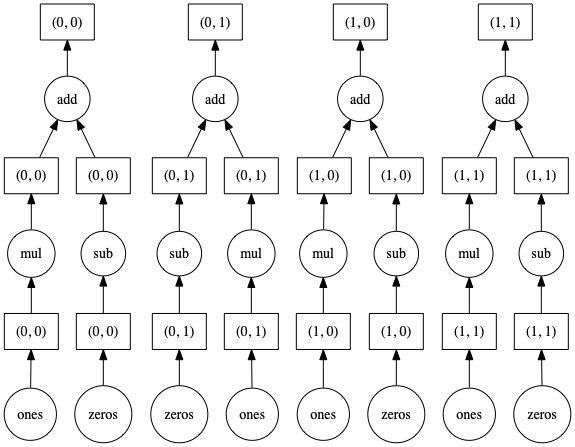 (0, 0) (0, 1) (1, 0) (1, 1)
add add add add
(0, 0) (0, 0) (0, 1) (0, 1) (1, 0) (1, 0) (1, 1) (1, 1)
mul sub sub mul mul sub mul sub
(0, 0) (0, 0) (0, 1) (0, 1) (1, 0) (1, 0) (1, 1) (1, 1)
ones zeros zeros ones ones zeros ones zeros